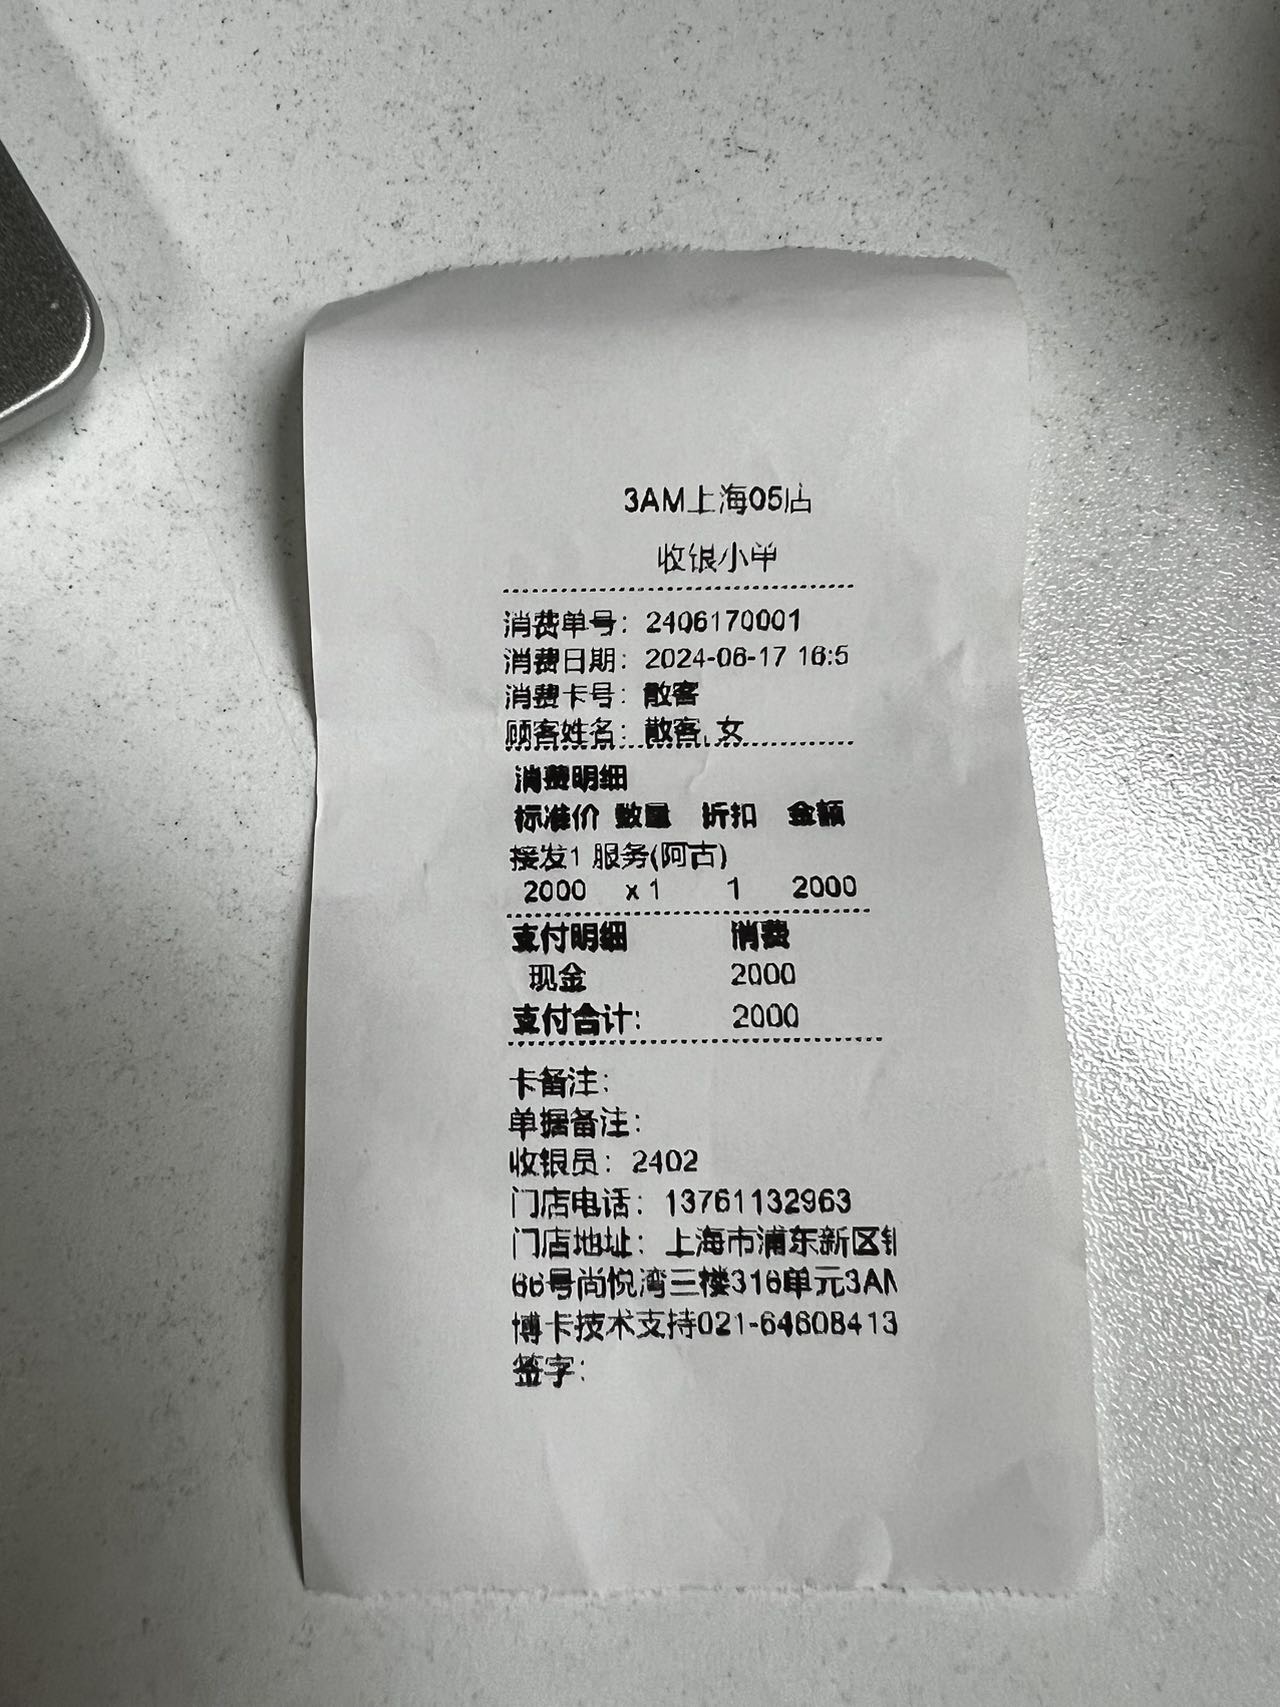 3AM上海05店
收银小单
消费单号：2406170001
消费日期：2024-06-17 16:5
消费卡号：散客
顾客姓名：散客,女
消费明细
标准价 数量 折扣 金额
接发1 服务(阿古)
2000 x 1 1 2000
支付明细 消费
现金 2000
支付合计: 2000
卡备注：
单据备注：
收银员：2402
门店电话：13761132963
门店地址：上海市浦东新区
66号尚悦湾三楼316单元3AM
博卡技术支持021-64608413
签字：